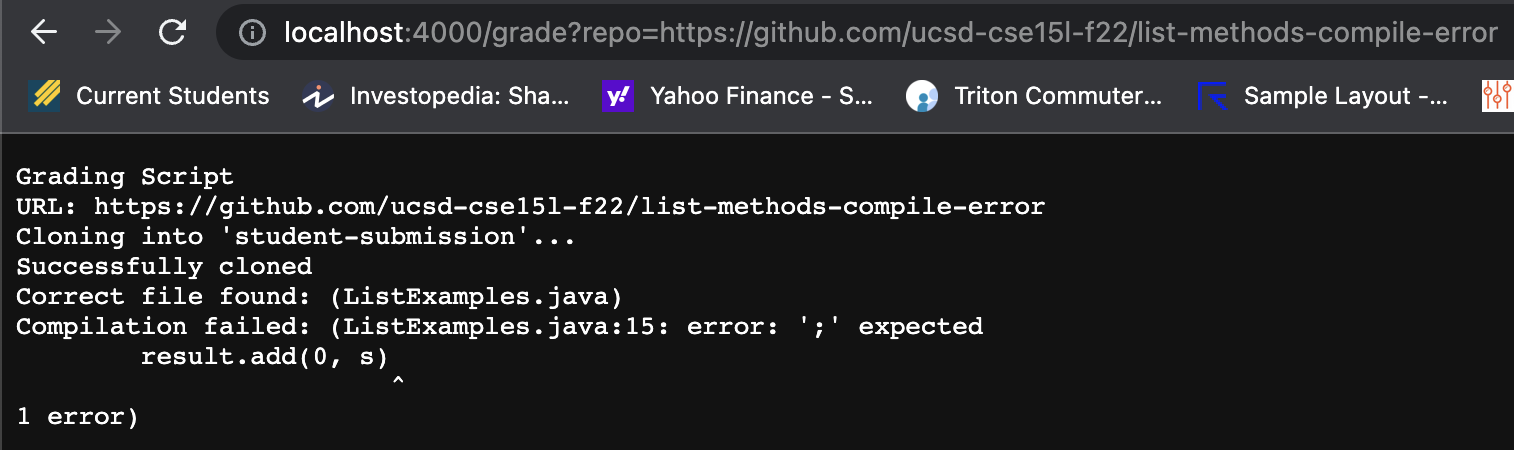 localhost:4000/grade?repo=https://github.com/ucsd-cse15l-f22/list-methods-compile-error
Current Students Investopedia: Sha... y! Yahoo Finance - S... Triton Commuter... Sample Layout -...
Grading Script
URL: https://github.com/ucsd-cse15l-f22/list-methods-compile-error
Cloning into 'student-submission'...
Successfully cloned
Correct file found: (ListExamples.java)
Compilation failed: (ListExamples.java:15: error: ';' expected
        result.add(0, s)
                        ^
1 error)